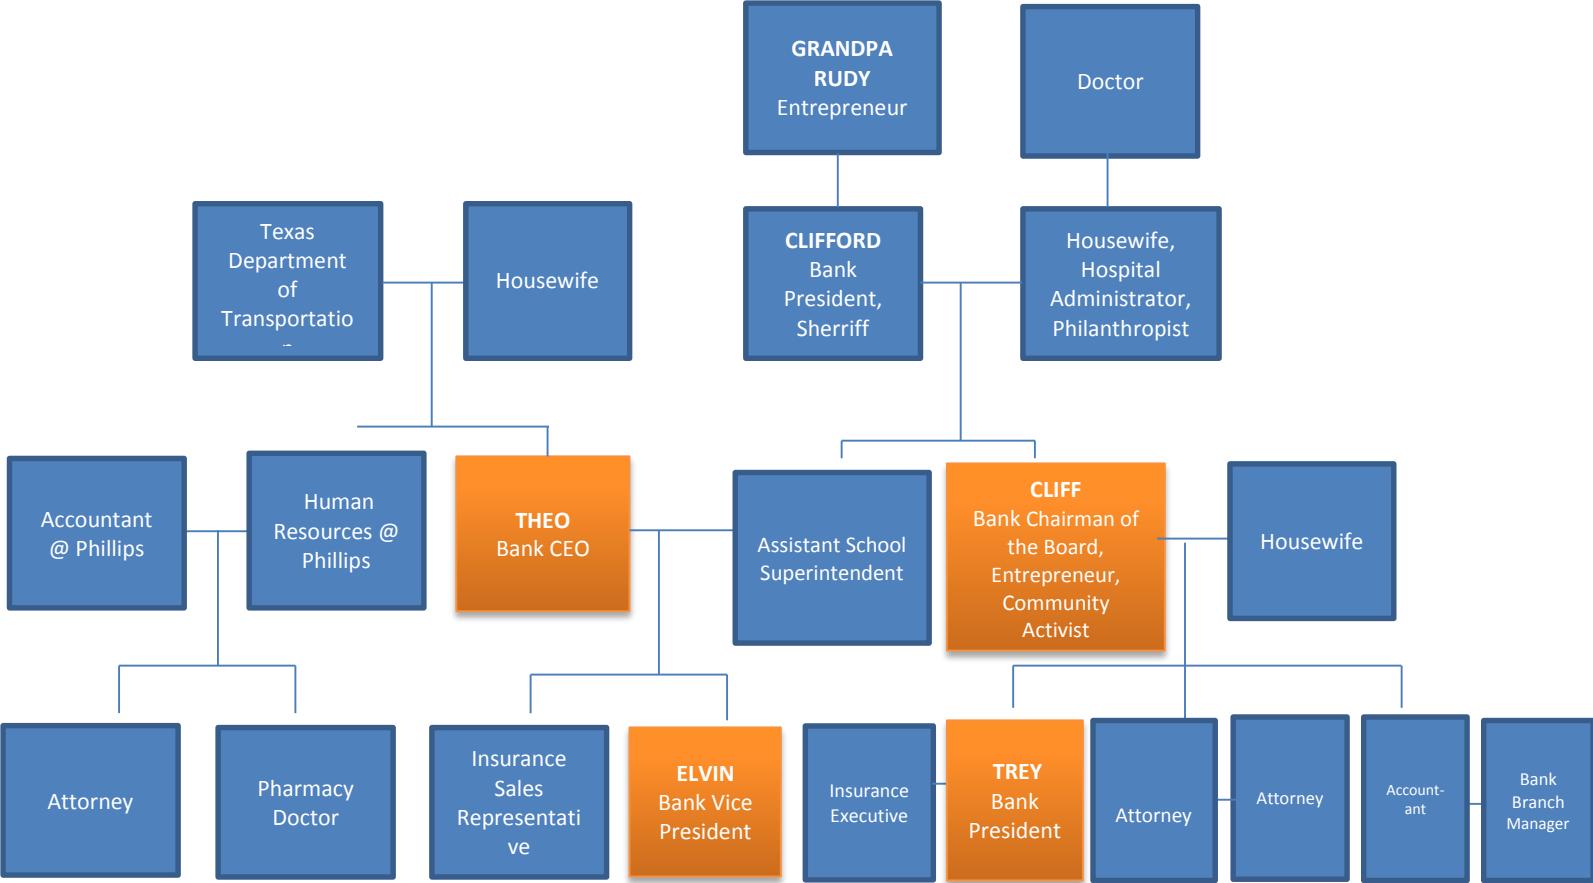 GRANDPA
RUDY
Entrepreneur
Doctor
Texas
Department
of
Transportatio
n
Housewife
CLIFFORD
Bank
President,
Sherriff
Housewife,
Hospital
Administrator,
Philanthropist
Accountant
@ Phillips
Human
Resources @
Phillips
THEO
Bank CEO
Assistant School
Superintendent
CLIFF
Bank Chairman of
the Board,
Entrepreneur,
Community
Activist
Housewife
Attorney
Pharmacy
Doctor
Insurance
Sales
Representati
ve
ELVIN
Bank Vice
President
Insurance
Executive
TREY
Bank
President
Attorney
Attorney
Account-
ant
Bank
Branch
Manager